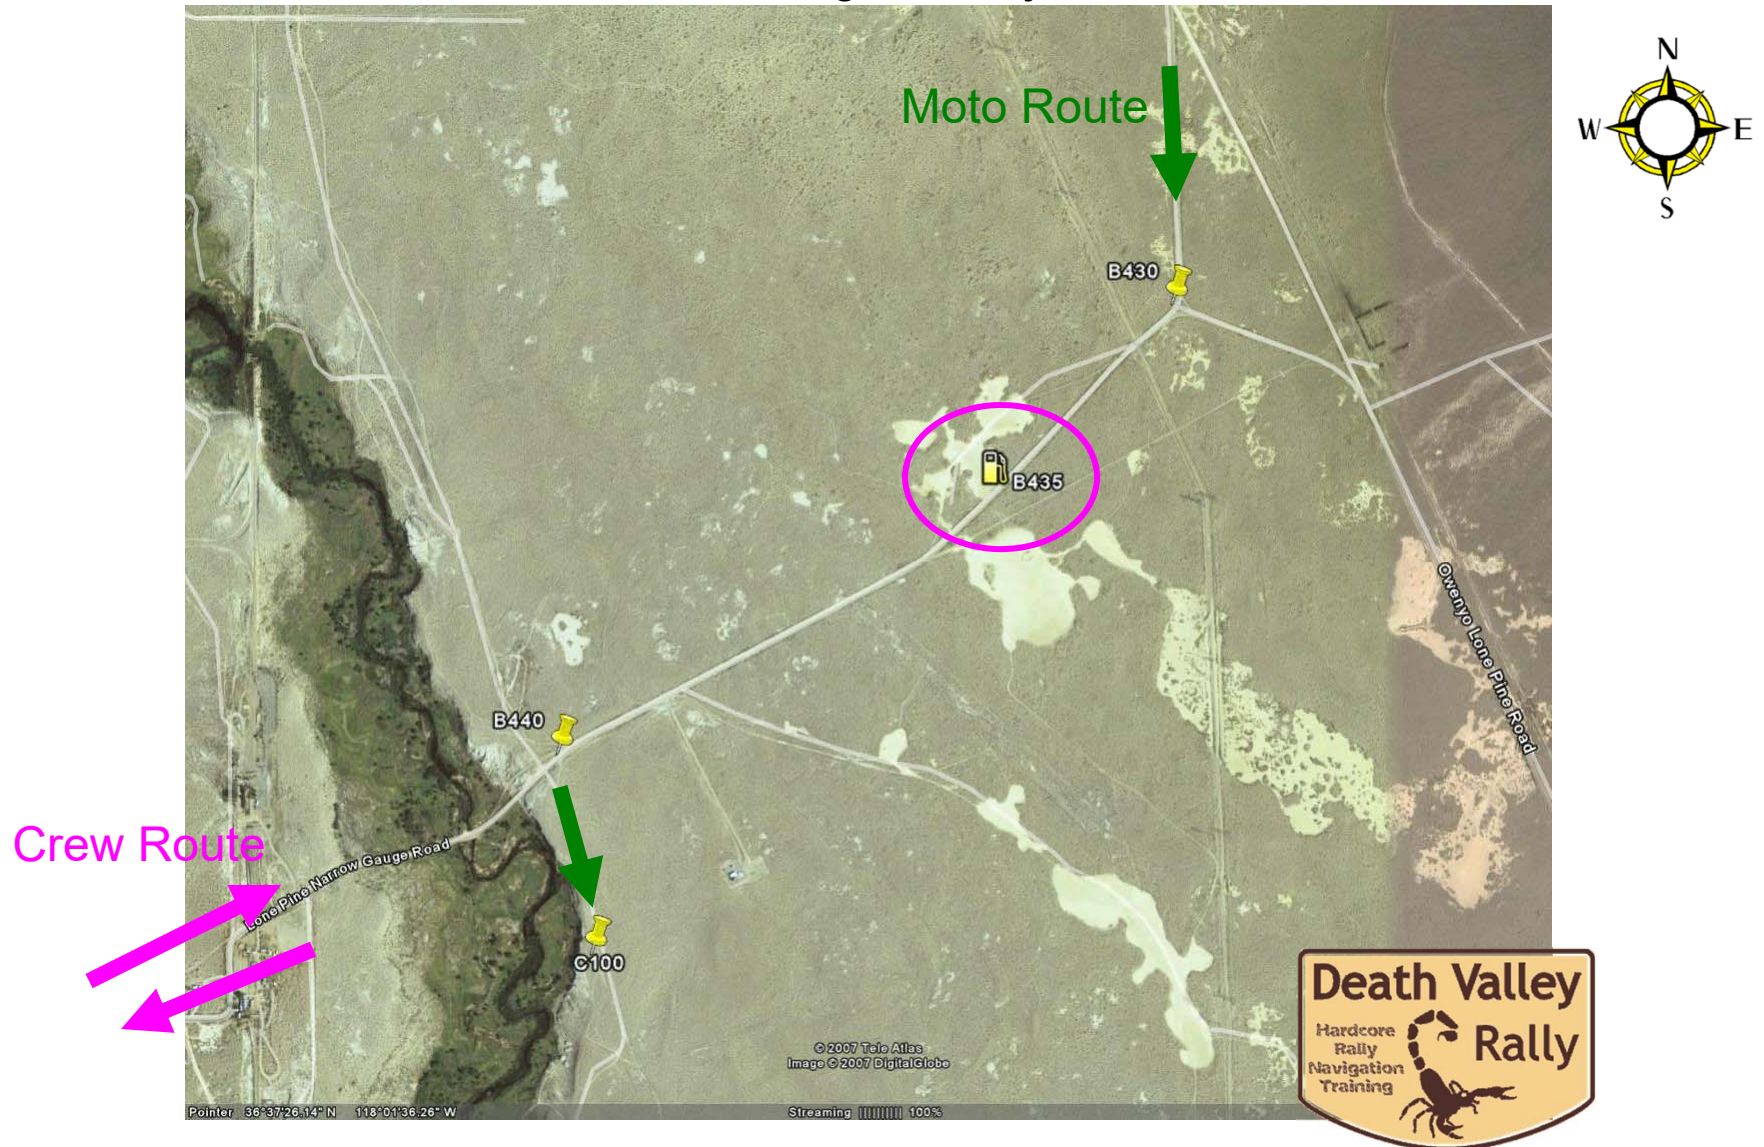 N
W E
S
Moto Route
B430
B435
Owenyo Lone Pine Road
B440
Crew Route
Lone Pine Narrow Gauge Road
C100
© 2007 Tele Atlas
Image © 2007 DigitalGlobe
Pointer 36°37'26.14" N 118°01'36.26" W
Streaming |||||||||| 100%
Death Valley
Rally
Hardcore
Rally
Navigation
Training